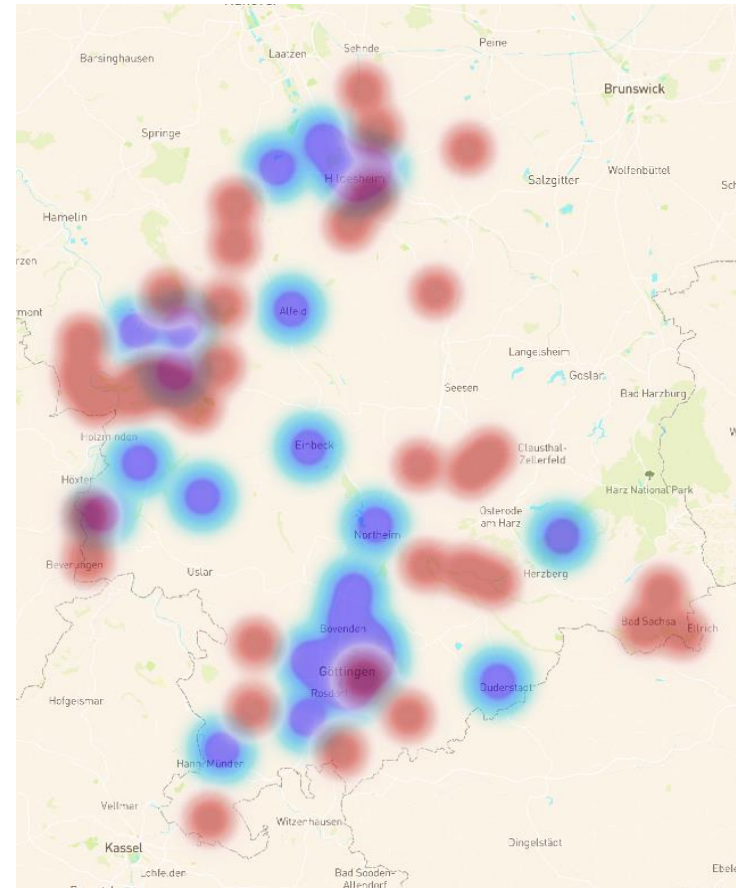 Sehnde
Peine
Laatzen
Barsinghausen
Brunswick
Springe
Wolfenbüttel
Hildesheim
Salzgitter
Hamelin
Alfeld
Langelsheim
Goslar
Seesen
Bad Harzburg
Holzminden
Einbeck
Clausthal-
Zellerfeld
Höxter
Harz National Park
Osterode
am Harz
Northeim
Beverungen
Uslar
Herzberg
Bad Sachsa
Ellrich
Bovenden
Göttingen
Duderstadt
Rosdorf
Hofgeismar
Hann. Münden
Vellmar
Witzenhausen
Kassel
Dingelstädt
Bad Sooden-
Allendorf